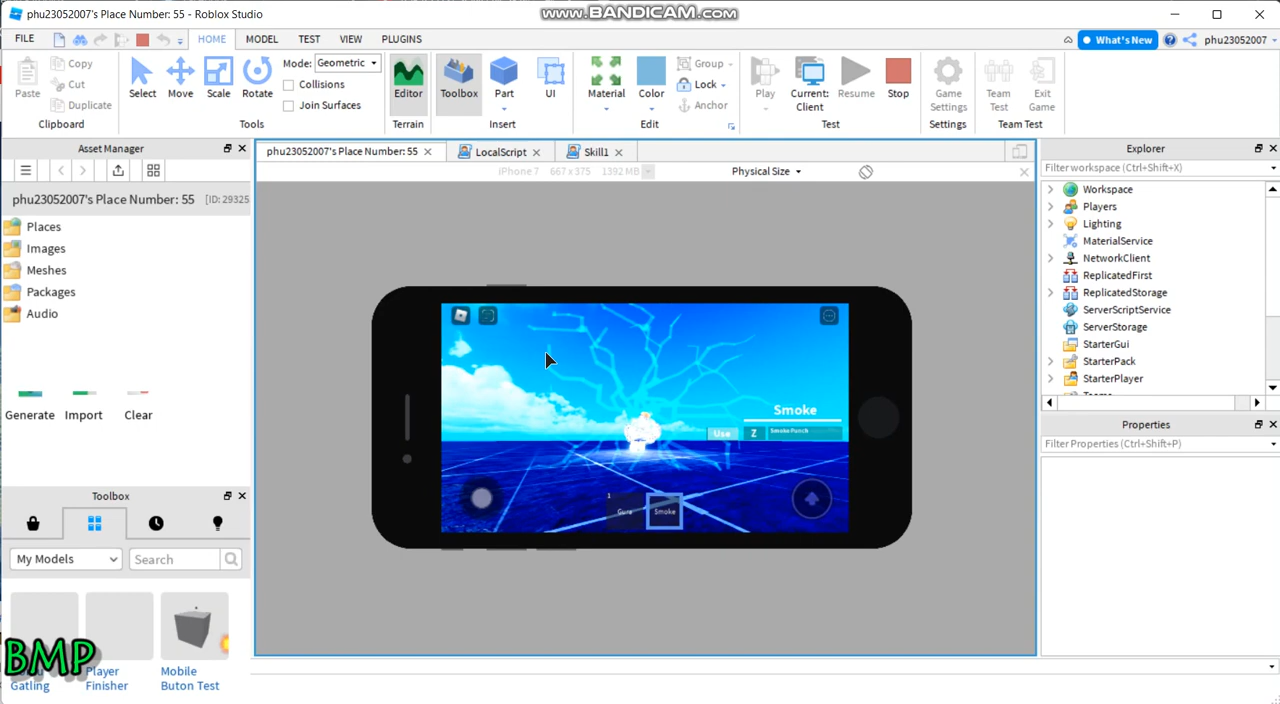 phu23052007's Place Number: 55 - Roblox Studio
www.BANDICAM.com
FILE
HOME
MODEL
TEST
VIEW
PLUGINS
What's New
phu23052007
Paste
Copy
Cut
Duplicate
Clipboard
Select
Move
Scale
Rotate
Mode: Geometric
Collisions
Join Surfaces
Tools
Editor
Terrain
Toolbox
Part
UI
Insert
Material
Color
Group
Lock
Anchor
Edit
Play
Current:
Client
Resume
Stop
Test
Game
Settings
Settings
Team
Test
Exit
Game
Team Test
Asset Manager
phu23052007's Place Number: 55 [ID: 29325
Places
Images
Meshes
Packages
Audio
Generate
Import
Clear
Toolbox
My Models
Search
BMP
Gatling
Player
Finisher
Mobile
Buton Test
phu23052007's Place Number: 55
LocalScript
Skill1
iPhone 7 667 x 375 1392 MB
Physical Size
Smoke
Use
Z
Smoke Punch
1
Gura
Smoke
Explorer
Filter workspace (Ctrl+Shift+X)
Workspace
Players
Lighting
MaterialService
NetworkClient
ReplicatedFirst
ReplicatedStorage
ServerScriptService
ServerStorage
StarterGui
StarterPack
StarterPlayer
Properties
Filter Properties (Ctrl+Shift+P)